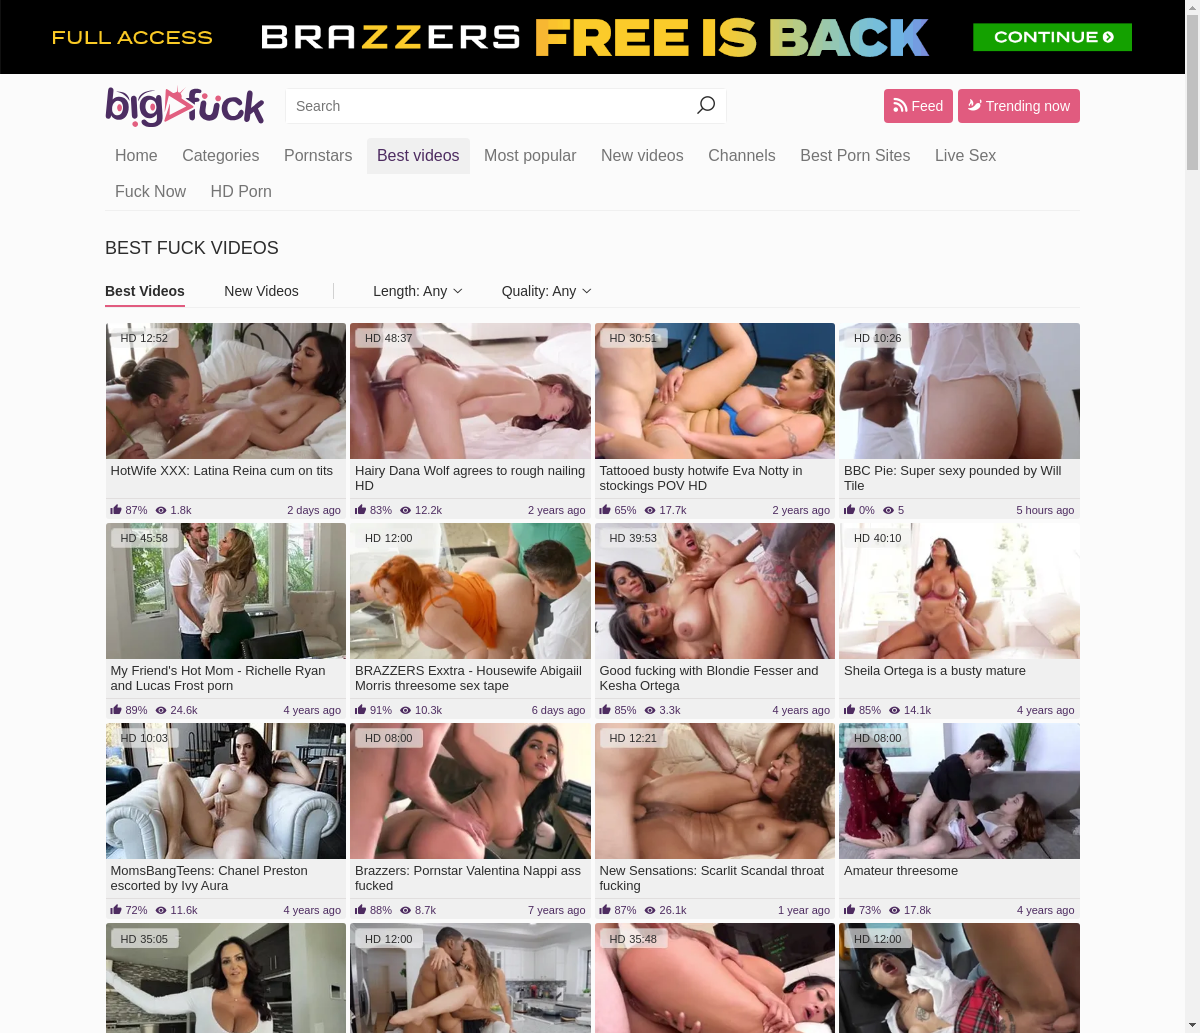 FULL ACCESS BRAZZERS FREE IS BACK CONTINUE
bigfuck Search Feed Trending now
Home Categories Pornstars Best videos Most popular New videos Channels Best Porn Sites Live Sex
Fuck Now HD Porn
BEST FUCK VIDEOS
Best Videos New Videos Length: Any Quality: Any
HD 12:52 HD 48:37 HD 30:51 HD 10:26
HotWife XXX: Latina Reina cum on tits
Hairy Dana Wolf agrees to rough nailing
HD
Tattooed busty hotwife Eva Notty in
stockings POV HD
BBC Pie: Super sexy pounded by Will
Tile
87% 1.8k 2 days ago 83% 12.2k 2 years ago 65% 17.7k 2 years ago 0% 5 5 hours ago
HD 45:58 HD 12:00 HD 39:53 HD 40:10
My Friend's Hot Mom - Richelle Ryan
and Lucas Frost porn
BRAZZERS Exxtra - Housewife Abigaiil
Morris threesome sex tape
Good fucking with Blondie Fesser and
Kesha Ortega
Sheila Ortega is a busty mature
89% 24.6k 4 years ago 91% 10.3k 6 days ago 85% 3.3k 4 years ago 85% 14.1k 4 years ago
HD 10:03 HD 08:00 HD 12:21 HD 08:00
MomsBangTeens: Chanel Preston
escorted by Ivy Aura
Brazzers: Pornstar Valentina Nappi ass
fucked
New Sensations: Scarlit Scandal throat
fucking
Amateur threesome
72% 11.6k 4 years ago 88% 8.7k 7 years ago 87% 26.1k 1 year ago 73% 17.8k 4 years ago
HD 35:05 HD 12:00 HD 35:48 HD 12:00